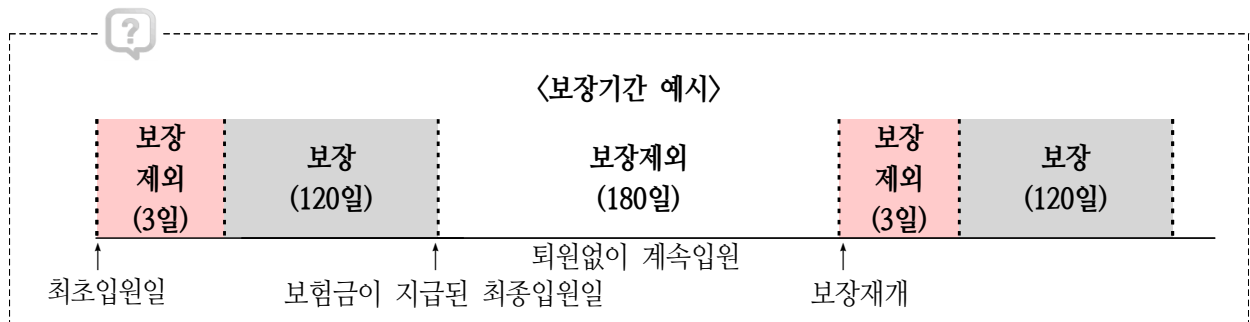 ?
〈보장기간 예시〉
보장
제외
(3일)
보장
(120일)
보장제외
(180일)
보장
제외
(3일)
보장
(120일)
퇴원없이 계속입원
최초입원일
보험금이 지급된 최종입원일
보장재개